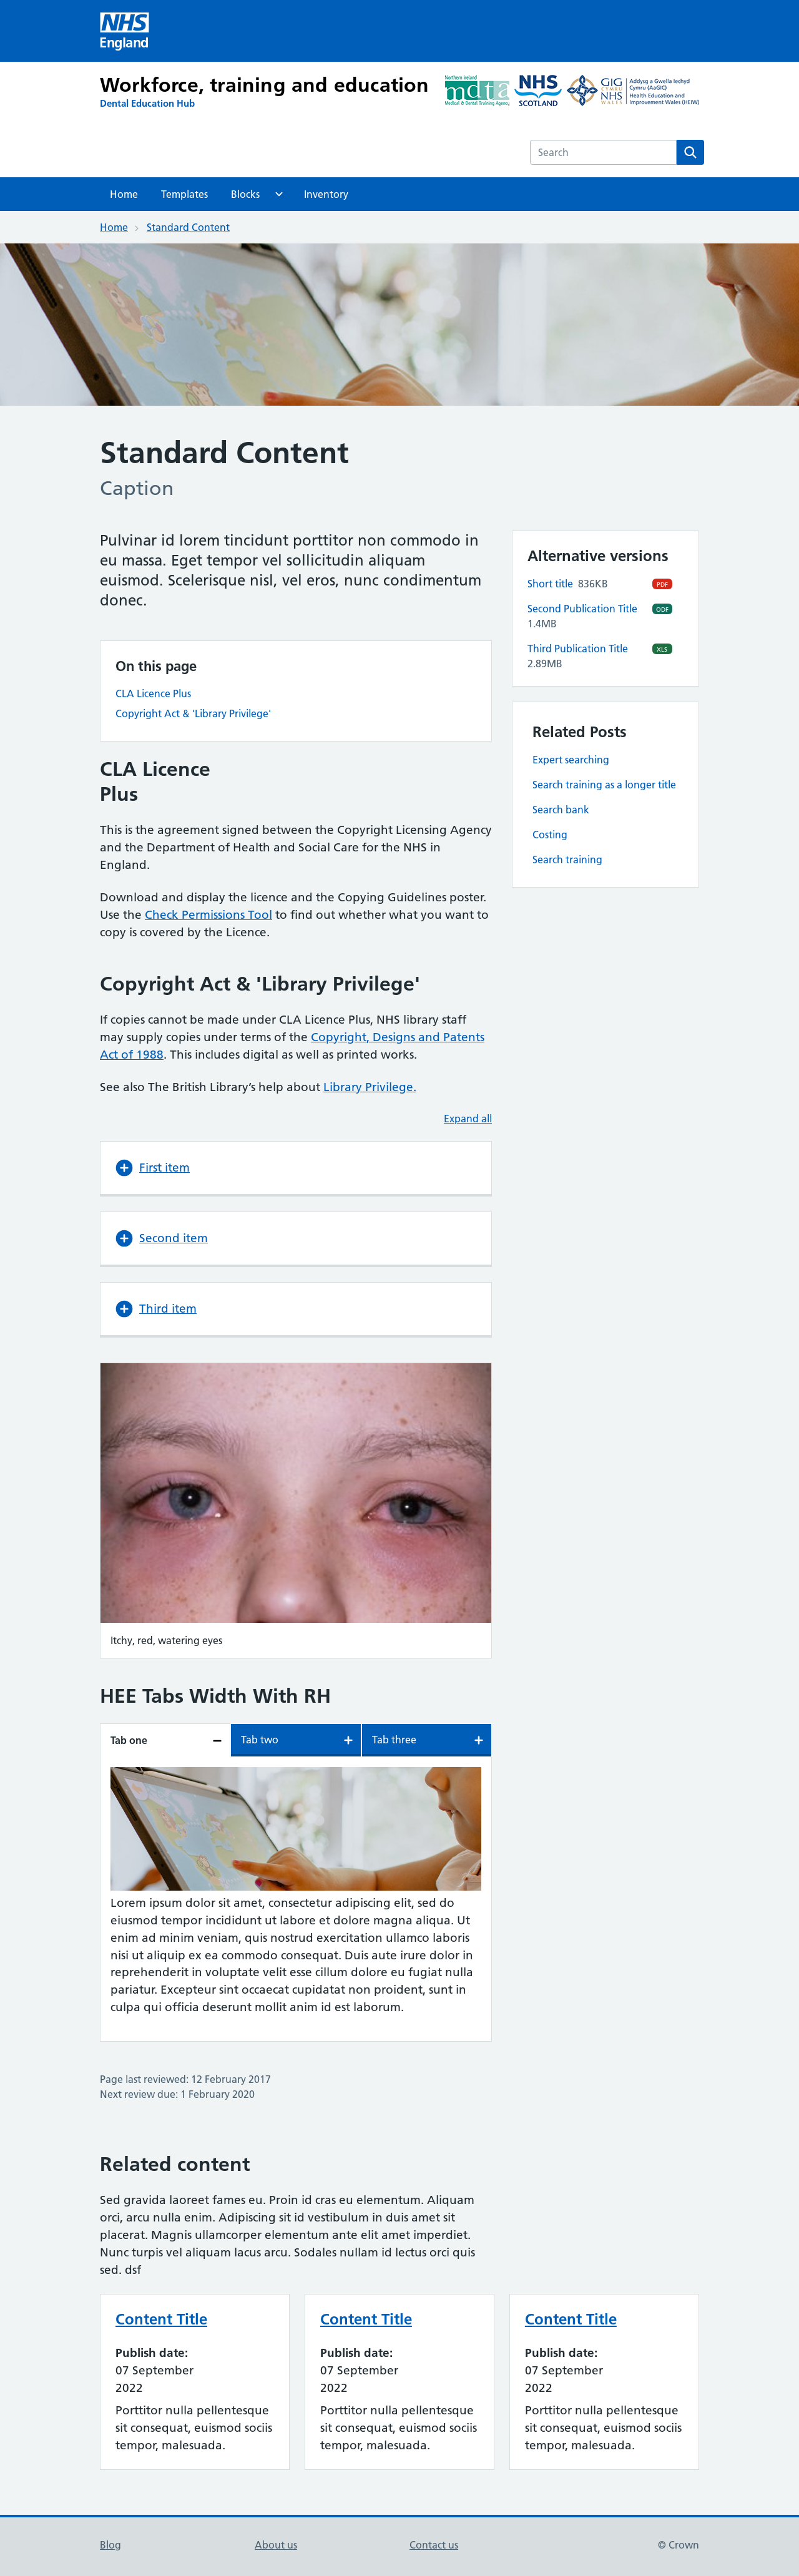 NHS
England
Workforce, training and education
Dental Education Hub
Northern Ireland
mdta
Medical & Dental Training Agency
NHS
SCOTLAND
GIG
CYMRU
NHS
WALES
Addysg a Gwella Iechyd
Cymru (AaGIC)
Health Education and
Improvement Wales (HEIW)
Search
Home
Templates
Blocks
Inventory
Home
Standard Content
Standard Content
Caption
Pulvinar id lorem tincidunt porttitor non commodo in
eu massa. Eget tempor vel sollicitudin aliquam
euismod. Scelerisque nisl, vel eros, nunc condimentum
donec.
Alternative versions
Short title 836KB PDF
Second Publication Title ODF
1.4MB
Third Publication Title XLS
2.89MB
Related Posts
Expert searching
Search training as a longer title
Search bank
Costing
Search training
On this page
CLA Licence Plus
Copyright Act & 'Library Privilege'
CLA Licence
Plus
This is the agreement signed between the Copyright Licensing Agency
and the Department of Health and Social Care for the NHS in
England.
Download and display the licence and the Copying Guidelines poster.
Use the Check Permissions Tool to find out whether what you want to
copy is covered by the Licence.
Copyright Act & 'Library Privilege'
If copies cannot be made under CLA Licence Plus, NHS library staff
may supply copies under terms of the Copyright, Designs and Patents
Act of 1988. This includes digital as well as printed works.
See also The British Library’s help about Library Privilege.
Expand all
First item
Second item
Third item
Itchy, red, watering eyes
HEE Tabs Width With RH
Tab one
Tab two
Tab three
Lorem ipsum dolor sit amet, consectetur adipiscing elit, sed do
eiusmod tempor incididunt ut labore et dolore magna aliqua. Ut
enim ad minim veniam, quis nostrud exercitation ullamco laboris
nisi ut aliquip ex ea commodo consequat. Duis aute irure dolor in
reprehenderit in voluptate velit esse cillum dolore eu fugiat nulla
pariatur. Excepteur sint occaecat cupidatat non proident, sunt in
culpa qui officia deserunt mollit anim id est laborum.
Page last reviewed: 12 February 2017
Next review due: 1 February 2020
Related content
Sed gravida laoreet fames eu. Proin id cras eu elementum. Aliquam
orci, arcu nulla enim. Adipiscing sit id vestibulum in duis amet sit
placerat. Magnis ullamcorper elementum ante elit amet imperdiet.
Nunc turpis vel aliquam lacus arcu. Sodales nullam id lectus orci quis
sed. dsf
Content Title
Publish date:
07 September
2022
Porttitor nulla pellentesque
sit consequat, euismod sociis
tempor, malesuada.
Content Title
Publish date:
07 September
2022
Porttitor nulla pellentesque
sit consequat, euismod sociis
tempor, malesuada.
Content Title
Publish date:
07 September
2022
Porttitor nulla pellentesque
sit consequat, euismod sociis
tempor, malesuada.
Blog
About us
Contact us
© Crown